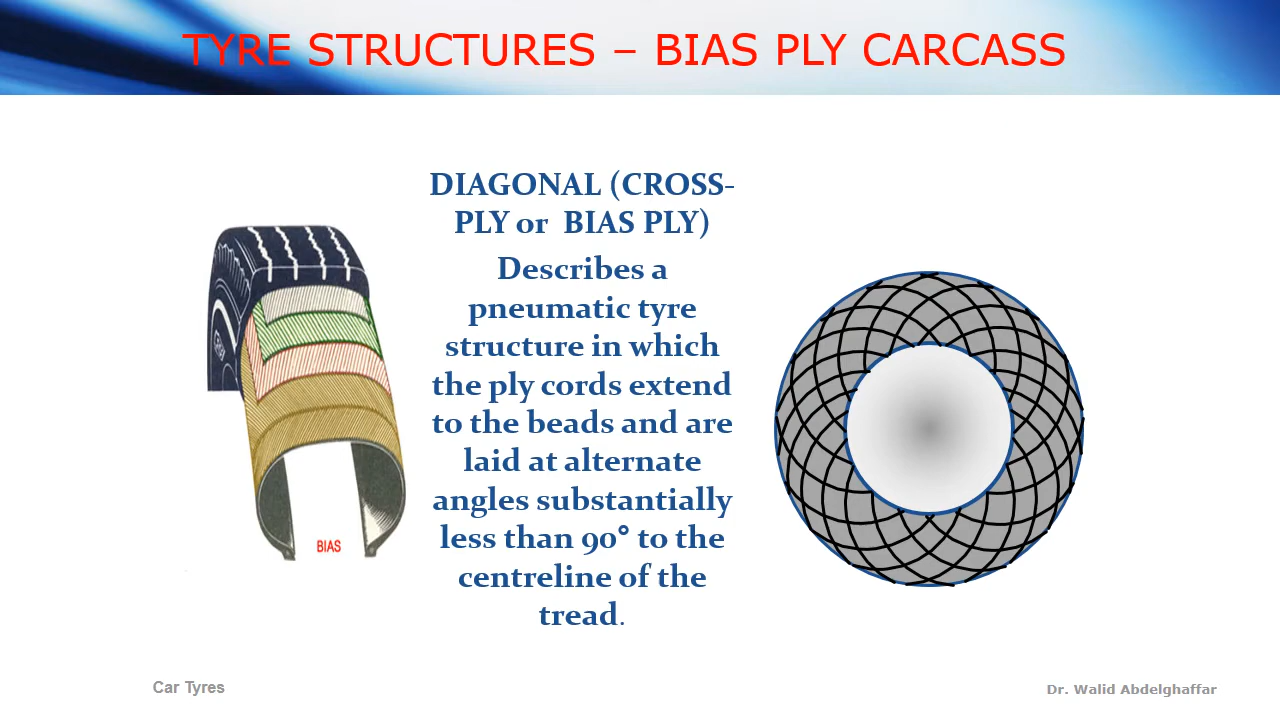 TYRE STRUCTURES – BIAS PLY CARCASS
DIAGONAL (CROSS-
PLY or BIAS PLY)
Describes a
pneumatic tyre
structure in which
the ply cords extend
to the beads and are
laid at alternate
angles substantially
less than 90° to the
centreline of the
tread.
BIAS
Car Tyres
Dr. Walid Abdelghaffar